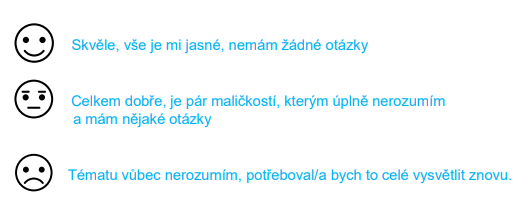 Skvěle, vše je mi jasné, nemám žádné otázky
Celkem dobře, je pár maličkostí, kterým úplně nerozumím
a mám nějaké otázky
Tématu vůbec nerozumím, potřeboval/a bych to celé vysvětlit znovu.